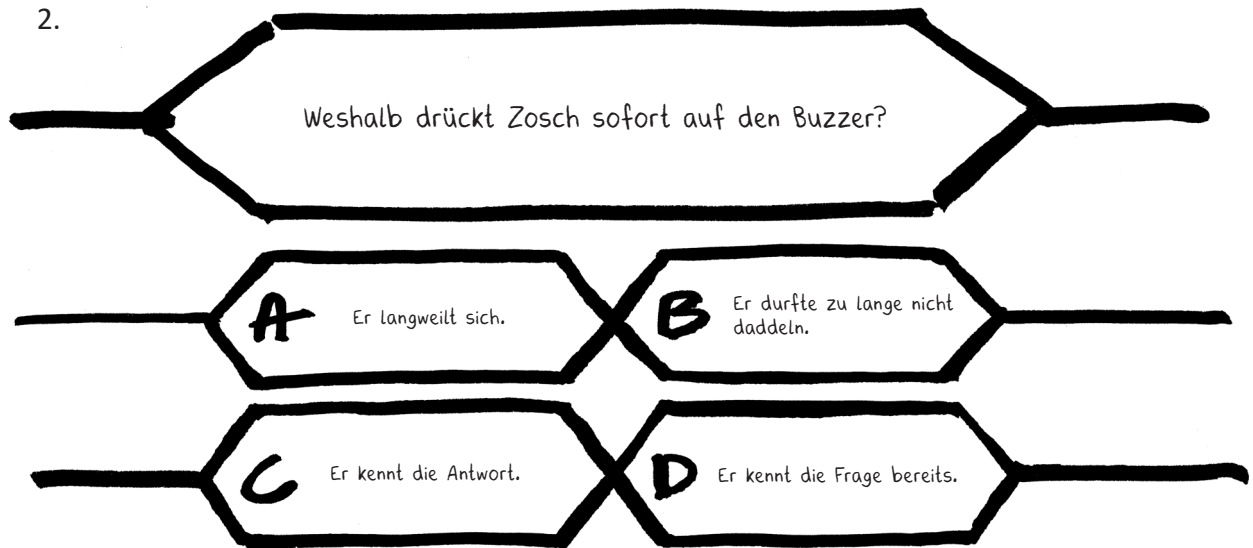 2.
Weshalb drückt Zosch sofort auf den Buzzer?
A
Er langweilt sich.
B
Er durfte zu lange nicht
daddeln.
C
Er kennt die Antwort.
D
Er kennt die Frage bereits.